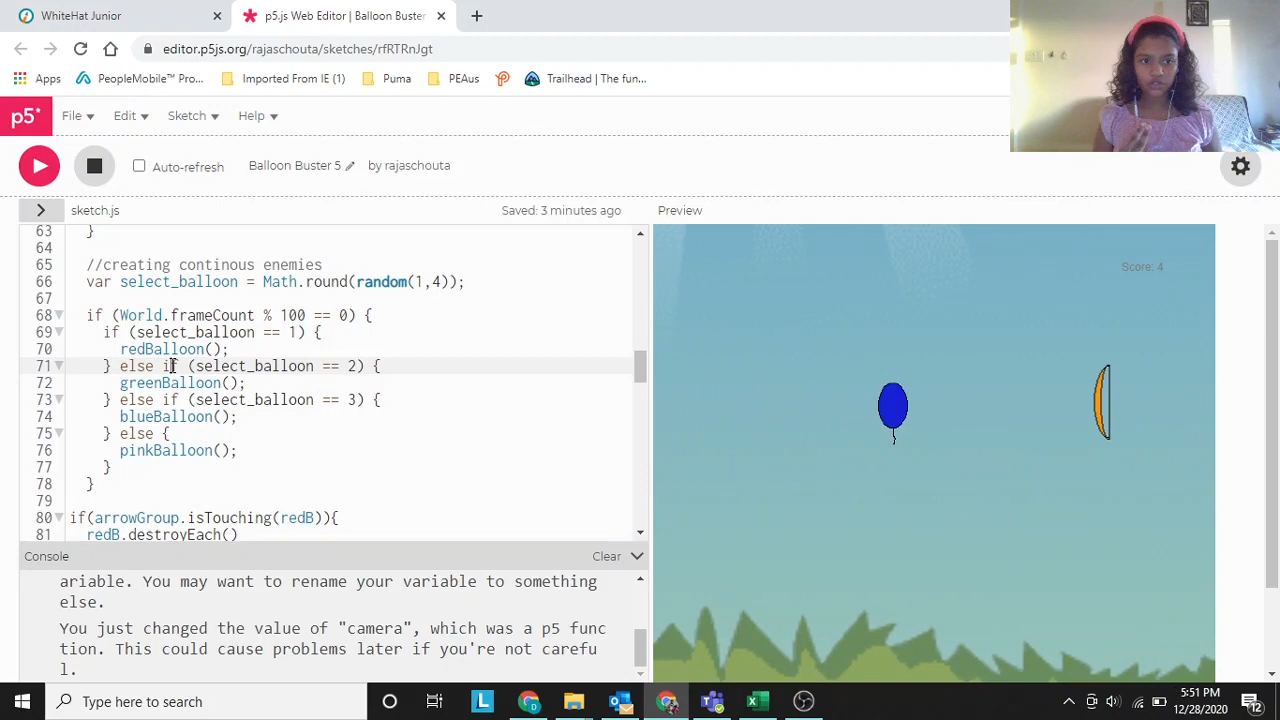 WhiteHat Junior
p5.js Web Editor | Balloon Buster
editor.p5js.org/rajaschouta/sketches/rfRTRnJgt
Apps
PeopleMobile™ Pro...
Imported From IE (1)
Puma
PEAus
Trailhead | The fun...
p5*
File
Edit
Sketch
Help
Auto-refresh
Balloon Buster 5
by rajaschouta
sketch.js
Saved: 3 minutes ago
Preview
63 }
64
65 //creating continous enemies
66 var select_balloon = Math.round(random(1,4));
67
68 if (World.frameCount % 100 == 0) {
69 if (select_balloon == 1) {
70 redBalloon();
71 } else if (select_balloon == 2) {
72 greenBalloon();
73 } else if (select_balloon == 3) {
74 blueBalloon();
75 } else {
76 pinkBalloon();
77 }
78 }
79
80 if(arrowGroup.isTouching(redB)){
81 redB.destroyEach()
Score: 4
Console
Clear
ariable. You may want to rename your variable to something
else.
You just changed the value of "camera", which was a p5 func
tion. This could cause problems later if you're not carefu
l.
Type here to search
L
5:51 PM
12/28/2020
12